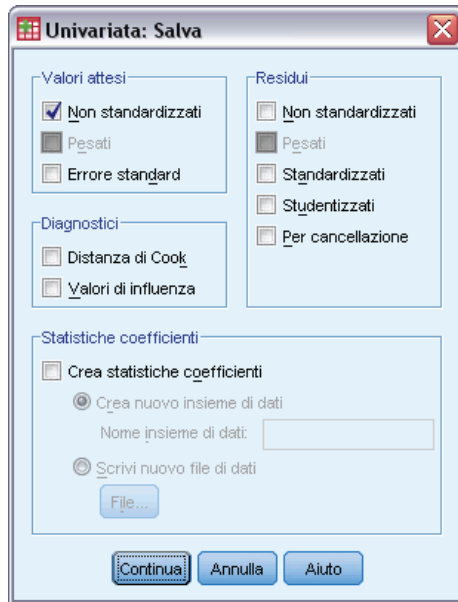 Univariata: Salva
Valori attesi
Non standardizzati
Pesati
Errore standard
Diagnostici
Distanza di Cook
Valori di influenza
Residui
Non standardizzati
Pesati
Standardizzati
Studentizzati
Per cancellazione
Statistiche coefficienti
Crea statistiche coefficienti
Crea nuovo insieme di dati
Nome insieme di dati:
Scrivi nuovo file di dati
File...
Continua Annulla Aiuto